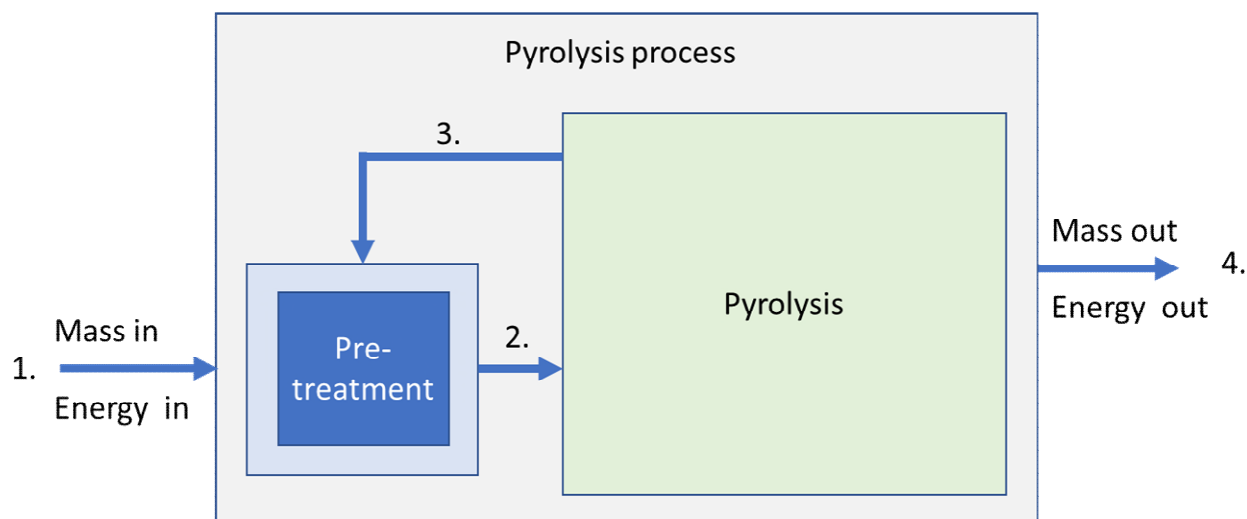 Pyrolysis process
3.
Mass out
4.
Energy out
Pyrolysis
Mass in
1.
Energy in
Pre-
treatment
2.